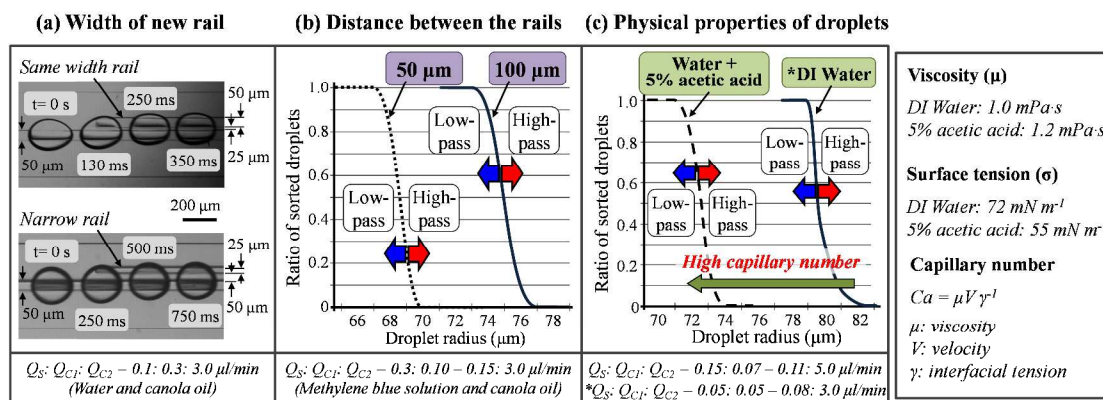 (a) Width of new rail
Same width rail
t= 0 s
250 ms
130 ms
350 ms
50 µm
50 µm
25 µm
200 µm
Narrow rail
t= 0 s
500 ms
250 ms
750 ms
50 µm
25 µm
50 µm
QS: QC1: QC2 – 0.1: 0.3: 3.0 µl/min
(Water and canola oil)
(b) Distance between the rails
50 µm
100 µm
Ratio of sorted droplets
1.0
0.8
0.6
0.4
0.2
0
Low-
pass
High-
pass
Low-
pass
High-
pass
66 68 70 74 76 78
Droplet radius (µm)
QS: QC1: QC2 – 0.3: 0.10 – 0.15: 3.0 µl/min
(Methylene blue solution and canola oil)
(c) Physical properties of droplets
Water +
5% acetic acid
*DI Water
Ratio of sorted droplets
1.0
0.8
0.6
0.4
0.2
0
Low-
pass
High-
pass
Low-
pass
High-
pass
High capillary number
70 72 74 78 80 82
Droplet radius (µm)
QS: QC1: QC2 – 0.15: 0.07 – 0.11: 5.0 µl/min
*QS: QC1: QC2 – 0.05: 0.05 – 0.08: 3.0 µl/min
Viscosity (µ)
DI Water: 1.0 mPa·s
5% acetic acid: 1.2 mPa·s
Surface tension (σ)
DI Water: 72 mN m-1
5% acetic acid: 55 mN m-
Capillary number
Ca = µV γ-1
µ: viscosity
V: velocity
γ: interfacial tension